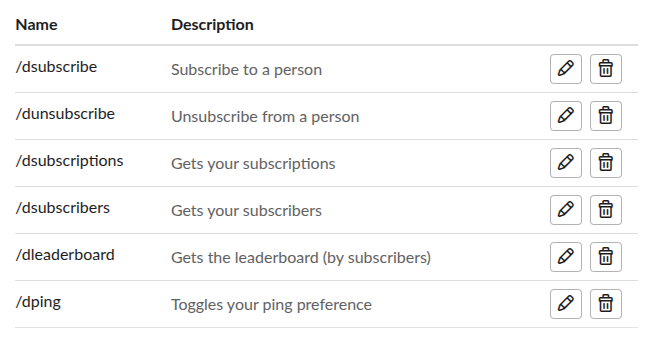 Name Description
/dsubscribe Subscribe to a person
/dunsubscribe Unsubscribe from a person
/dsubscriptions Gets your subscriptions
/dsubscribers Gets your subscribers
/dleaderboard Gets the leaderboard (by subscribers)
/dping Toggles your ping preference